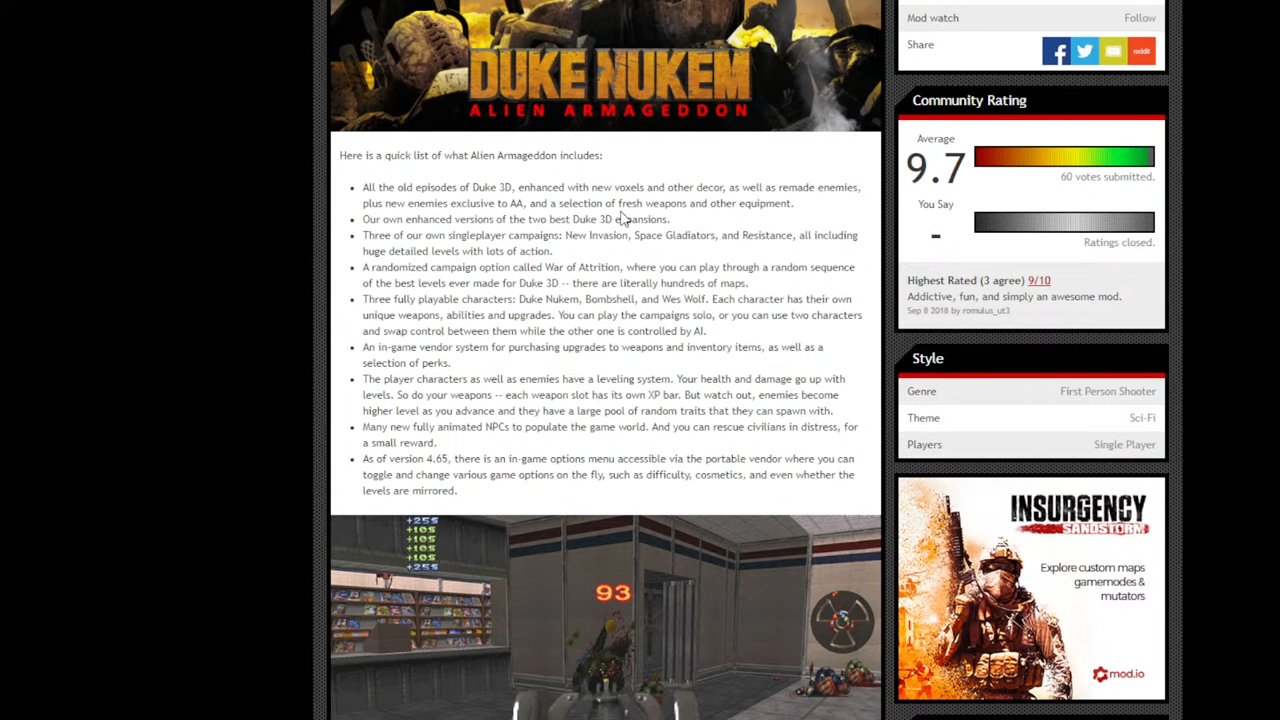 DUKE NUKEM
ALIEN ARMAGEDDON
Here is a quick list of what Alien Armageddon includes:
All the old episodes of Duke 3D, enhanced with new voxels and other decor, as well as remade enemies,
plus new enemies exclusive to AA, and a selection of fresh weapons and other equipment.
Our own enhanced versions of the two best Duke 3D expansions.
Three of our own singleplayer campaigns: New Invasion, Space Gladiators, and Resistance, all including
huge detailed levels with lots of action.
A randomized campaign option called War of Attrition, where you can play through a random sequence
of the best levels ever made for Duke 3D -- there are literally hundreds of maps.
Three fully playable characters: Duke Nukem, Bombshell, and Wes Wolf. Each character has their own
unique weapons, abilities and upgrades. You can play the campaigns solo, or you can use two characters
and swap control between them while the other one is controlled by AI.
An in-game vendor system for purchasing upgrades to weapons and inventory items, as well as a
selection of perks.
The player characters as well as enemies have a leveling system. Your health and damage go up with
levels. So do your weapons -- each weapon slot has its own XP bar. But watch out, enemies become
higher level as you advance and they have a large pool of random traits that they can spawn with.
Many new fully animated NPCs to populate the game world. And you can rescue civilians in distress, for
a small reward.
As of version 4.65, there is an in-game options menu accessible via the portable vendor where you can
toggle and change various game options on the fly, such as difficulty, cosmetics, and even whether the
levels are mirrored.
+25$
+10$
+10$
+10$
+10$
+25$
93
Mod watch Follow
Share
reddit
Community Rating
Average
9.7
60 votes submitted.
You Say
-
Ratings closed.
Highest Rated (3 agree) 9/10
Addictive, fun, and simply an awesome mod.
Sep 8 2018 by romulus_ut3
Style
Genre First Person Shooter
Theme Sci-Fi
Players Single Player
INSURGENCY
SANDSTORM
Explore custom maps
gamemodes &
mutators
mod.io